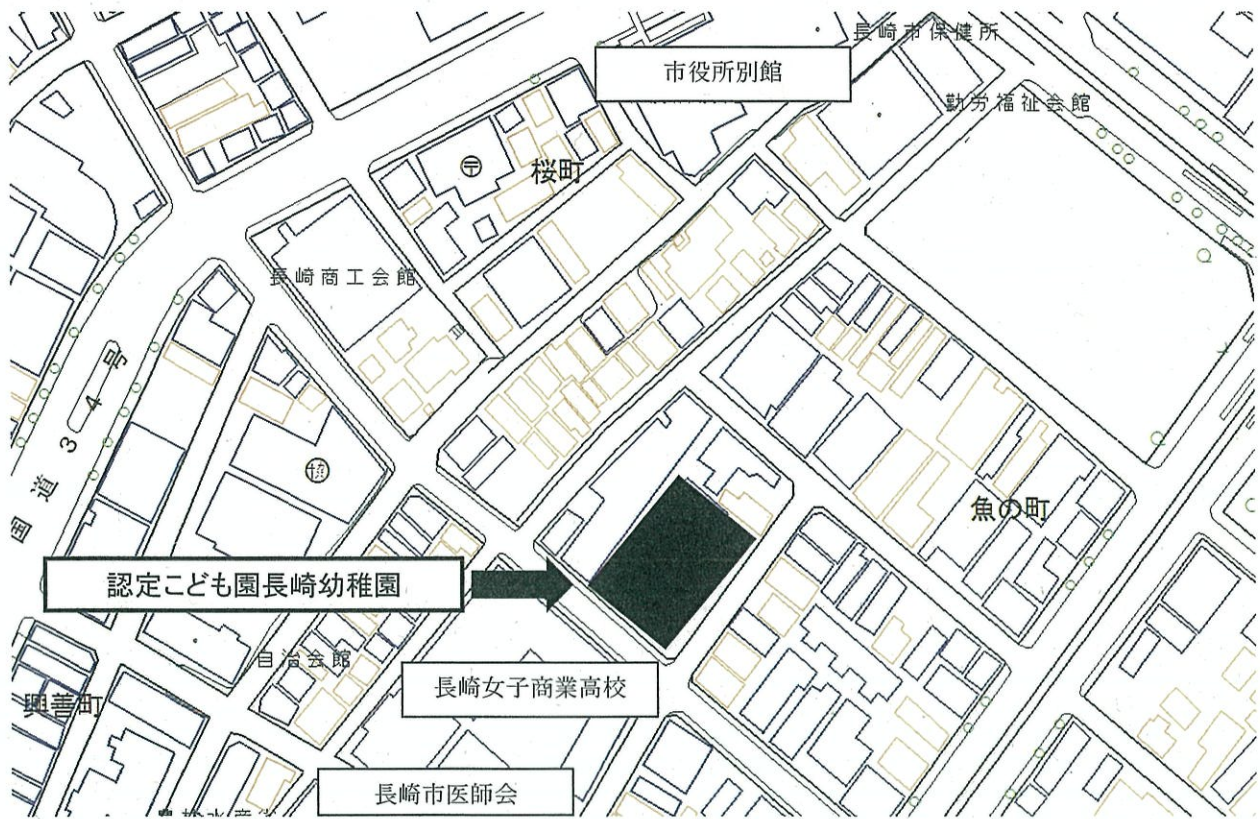 長崎市保健所
市役所別館
勤労福祉会館
桜町
長崎商工会館
国道34号
魚の町
認定こども園長崎幼稚園
自治会館
長崎女子商業高校
興善町
長崎市医師会